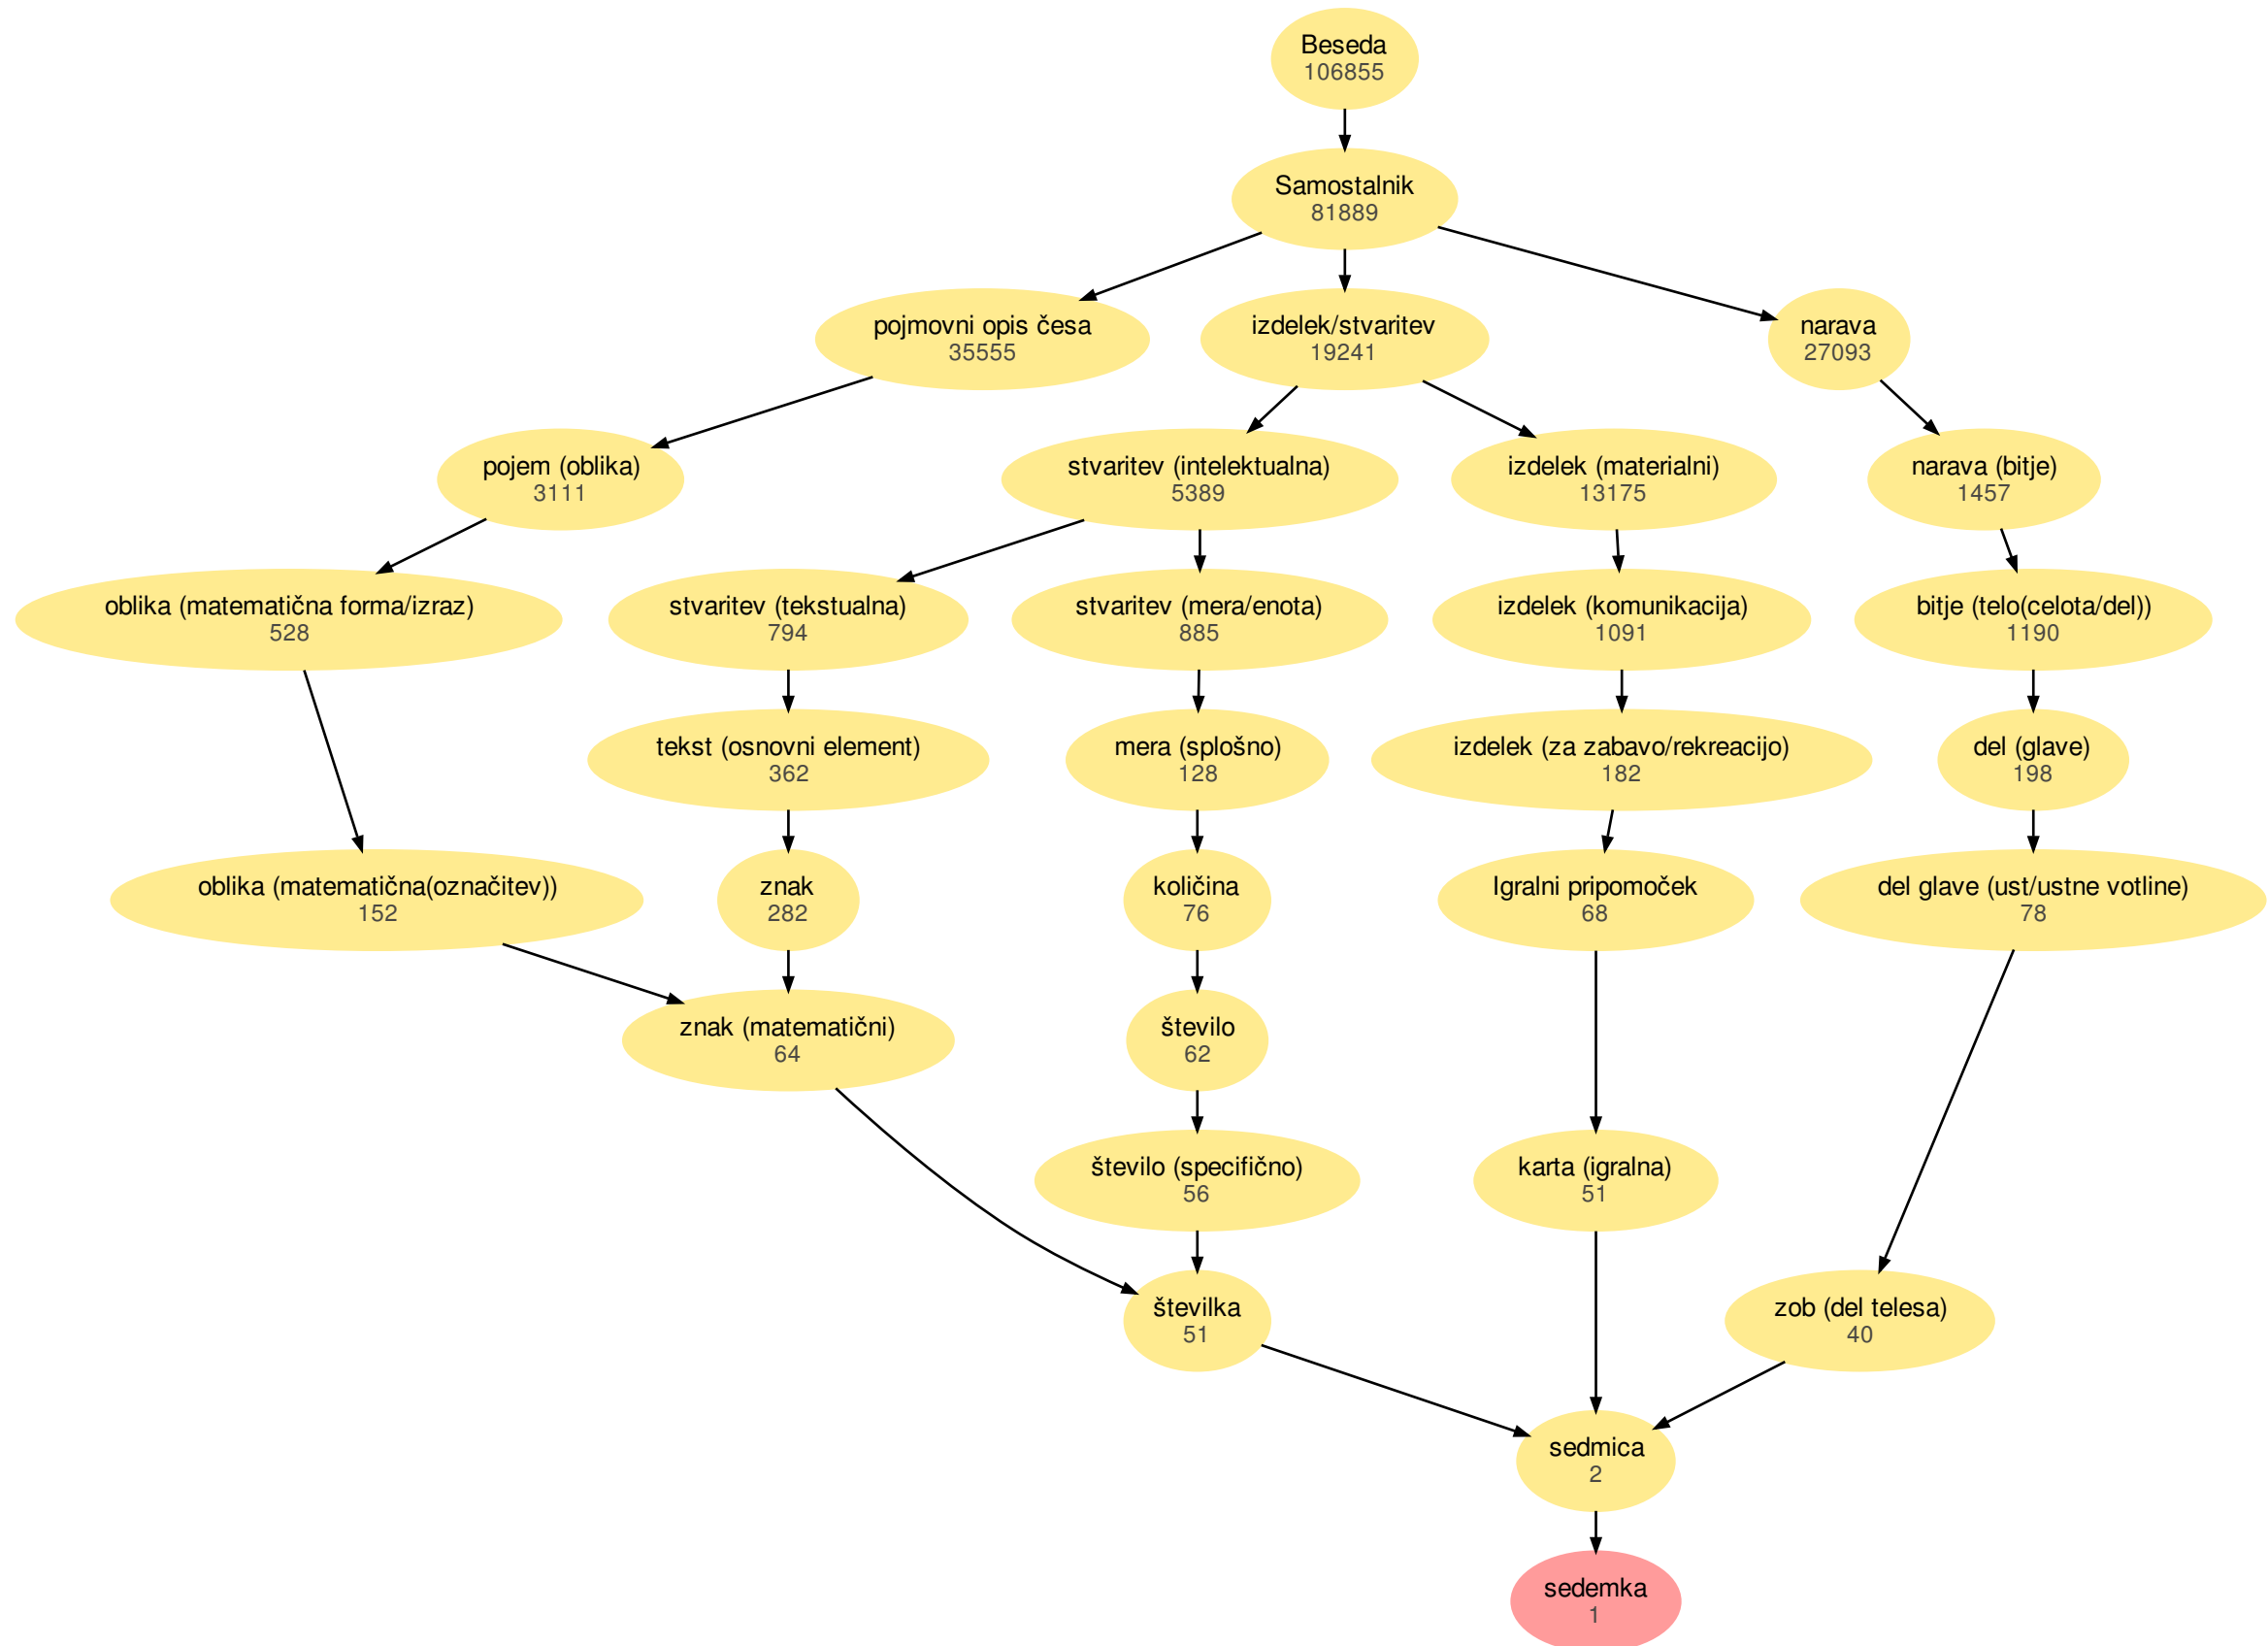 Beseda
106855
Samostalnik
81889
pojmovni opis česa
35555
izdelek/stvaritev
19241
narava
27093
pojem (oblika)
3111
stvaritev (intelektualna)
5389
izdelek (materialni)
13175
narava (bitje)
1457
oblika (matematična forma/izraz)
528
stvaritev (tekstualna)
794
stvaritev (mera/enota)
885
izdelek (komunikacija)
1091
bitje (telo(celota/del))
1190
tekst (osnovni element)
362
mera (splošno)
128
izdelek (za zabavo/rekreacijo)
182
del (glave)
198
oblika (matematična(označitev))
152
znak
282
količina
76
Igralni pripomoček
68
del glave (ust/ustne votline)
78
znak (matematični)
64
število
62
število (specifično)
56
karta (igralna)
51
številka
51
zob (del telesa)
40
sedmica
2
sedemka
1